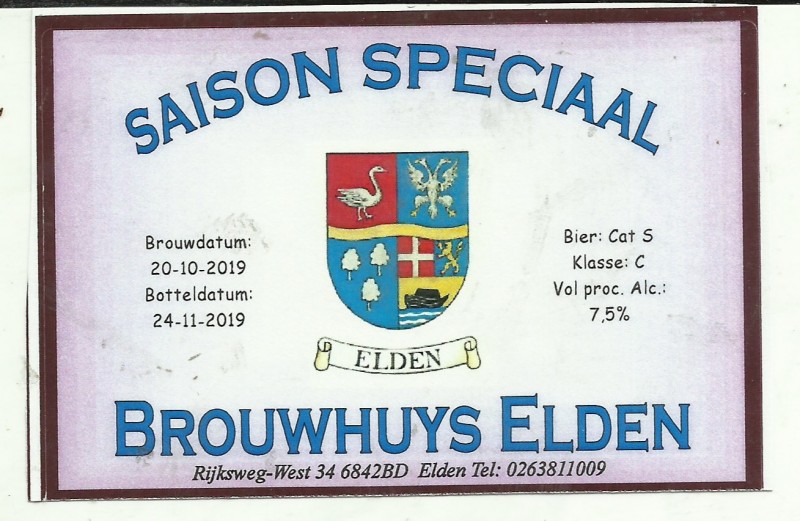 SAISON SPECIAAL
Brouwdatum:
20-10-2019
Botteldatum:
24-11-2019
Bier: Cat S
Klasse: C
Vol proc. Alc.:
7,5%
ELDEN
BROUWHUYS ELDEN
Rijksweg-West 34 6842BD Elden Tel: 0263811009